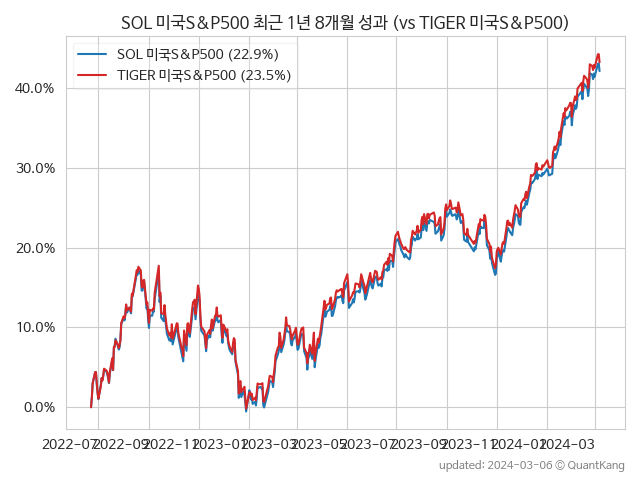 SOL 미국S&P500 최근 1년 8개월 성과 (vs TIGER 미국S&P500)
SOL 미국S&P500 (22.9%)
TIGER 미국S&P500 (23.5%)
40.0%
30.0%
20.0%
10.0%
0.0%
2022-07 2022-09 2022-11 2023-01 2023-03 2023-05 2023-07 2023-09 2023-11 2024-01 2024-03
updated: 2024-03-06 © QuantKang